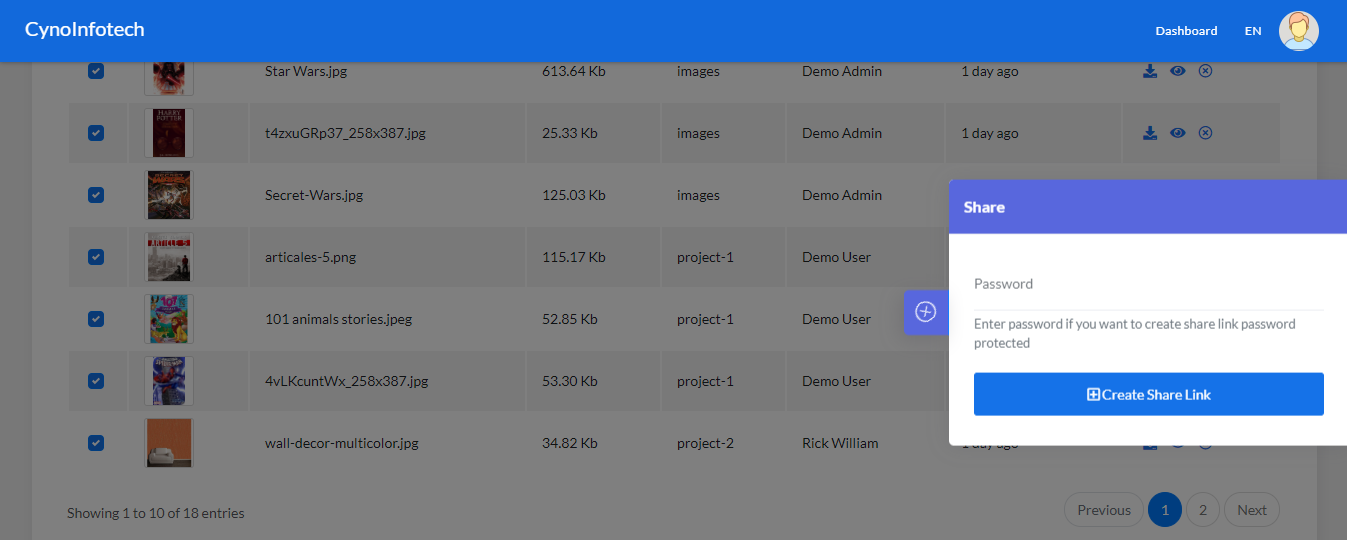 CynoInfotech
Dashboard
EN
Star Wars.jpg 613.64 Kb images Demo Admin 1 day ago
HARRY POTTER
t4zxuGRp37_258x387.jpg 25.33 Kb images Demo Admin 1 day ago
Secret-Wars.jpg 125.03 Kb images Demo Admin
ARTICLE 5
articales-5.png 115.17 Kb project-1 Demo User
101
101 animals stories.jpeg 52.85 Kb project-1 Demo User
4vLKcuntWx_258x387.jpg 53.30 Kb project-1 Demo User
wall-decor-multicolor.jpg 34.82 Kb project-2 Rick William 1 day ago
Share
Password
Enter password if you want to create share link password
protected
Create Share Link
Showing 1 to 10 of 18 entries
Previous 1 2 Next